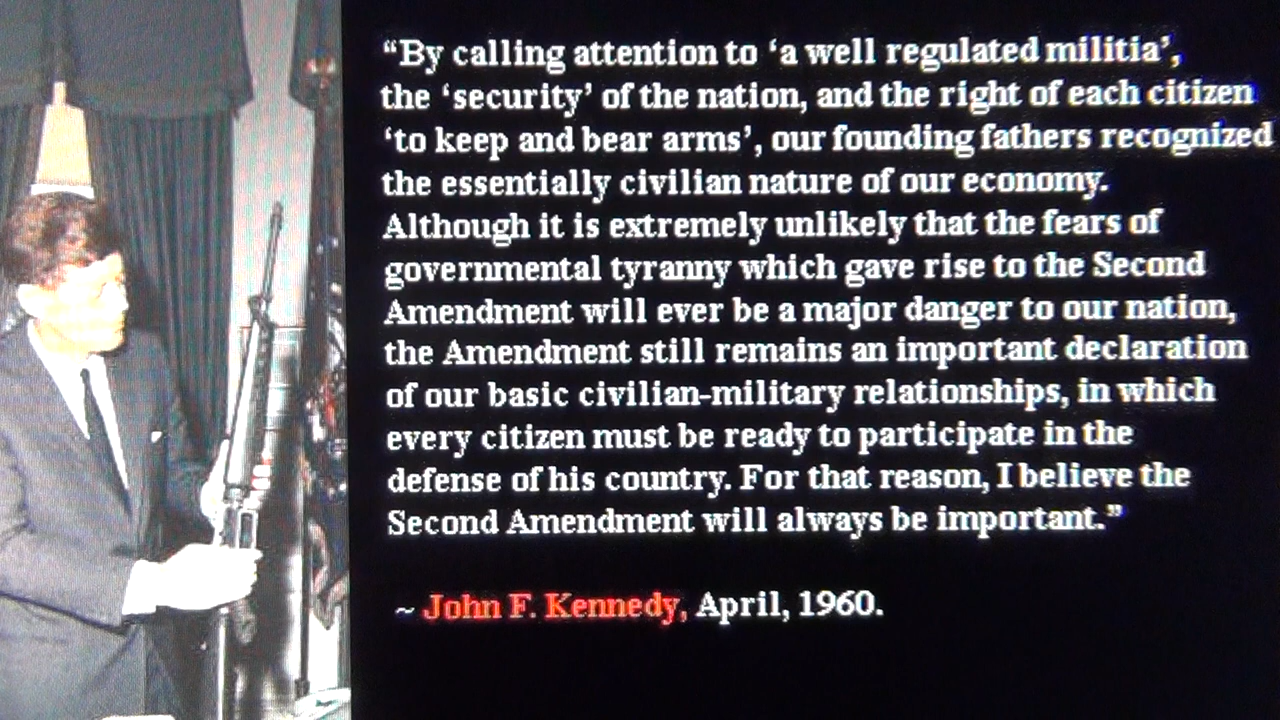 “By calling attention to ‘a well regulated militia’,
the ‘security’ of the nation, and the right of each citizen
‘to keep and bear arms’, our founding fathers recognized
the essentially civilian nature of our economy.
Although it is extremely unlikely that the fears of
governmental tyranny which gave rise to the Second
Amendment will ever be a major danger to our nation,
the Amendment still remains an important declaration
of our basic civilian-military relationships, in which
every citizen must be ready to participate in the
defense of his country. For that reason, I believe the
Second Amendment will always be important.”
~ John F. Kennedy, April, 1960.